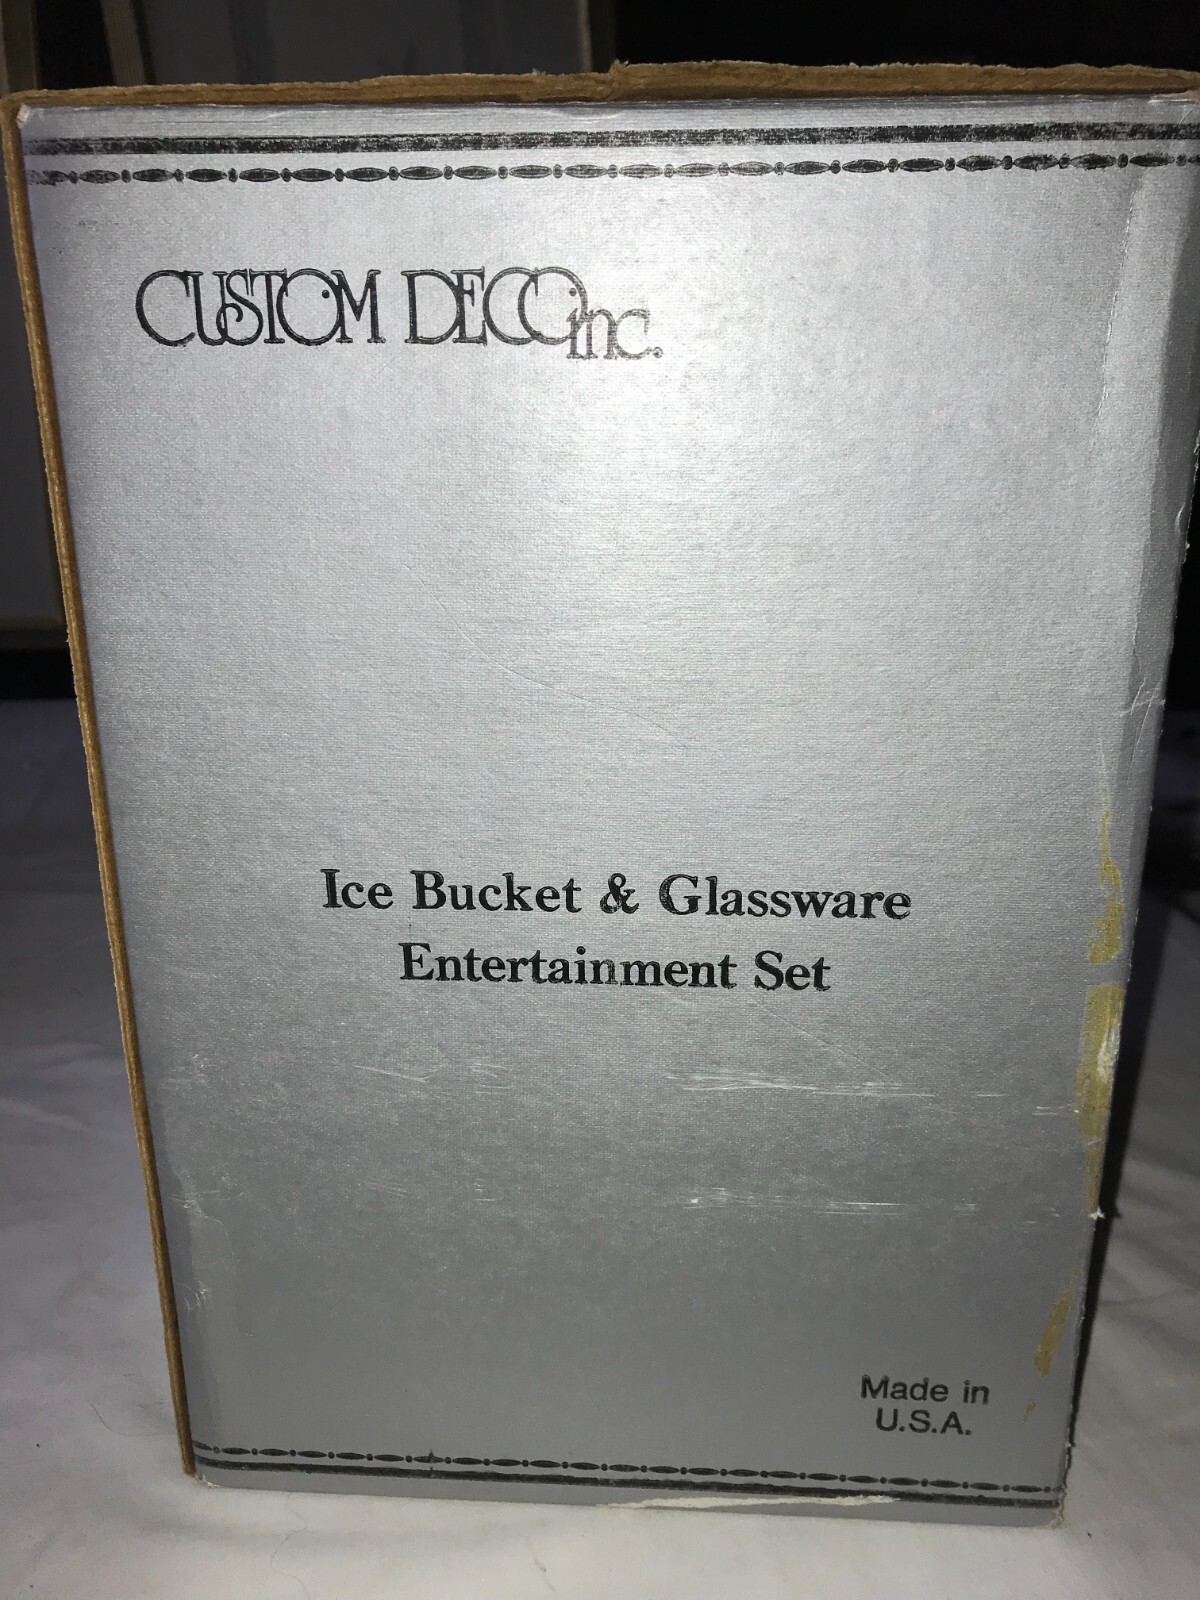 CUSTOM DECO inc.
Ice Bucket & Glassware
Entertainment Set
Made in
U.S.A.